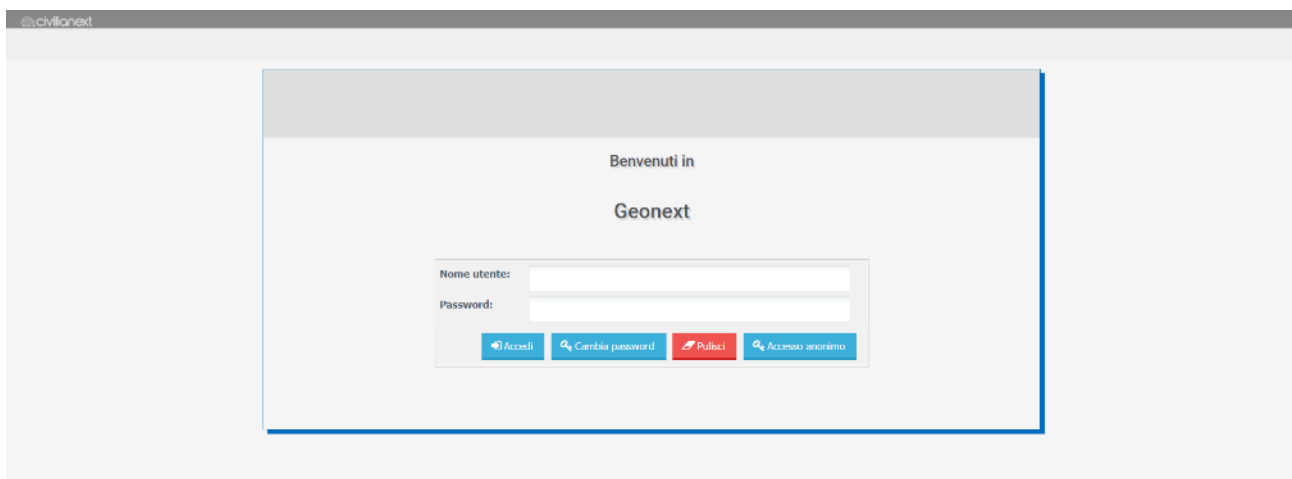 civilianext
Benvenuti in
Geonext
Nome utente:
Password:
Accedi Cambia password Pulisci Accesso anonimo